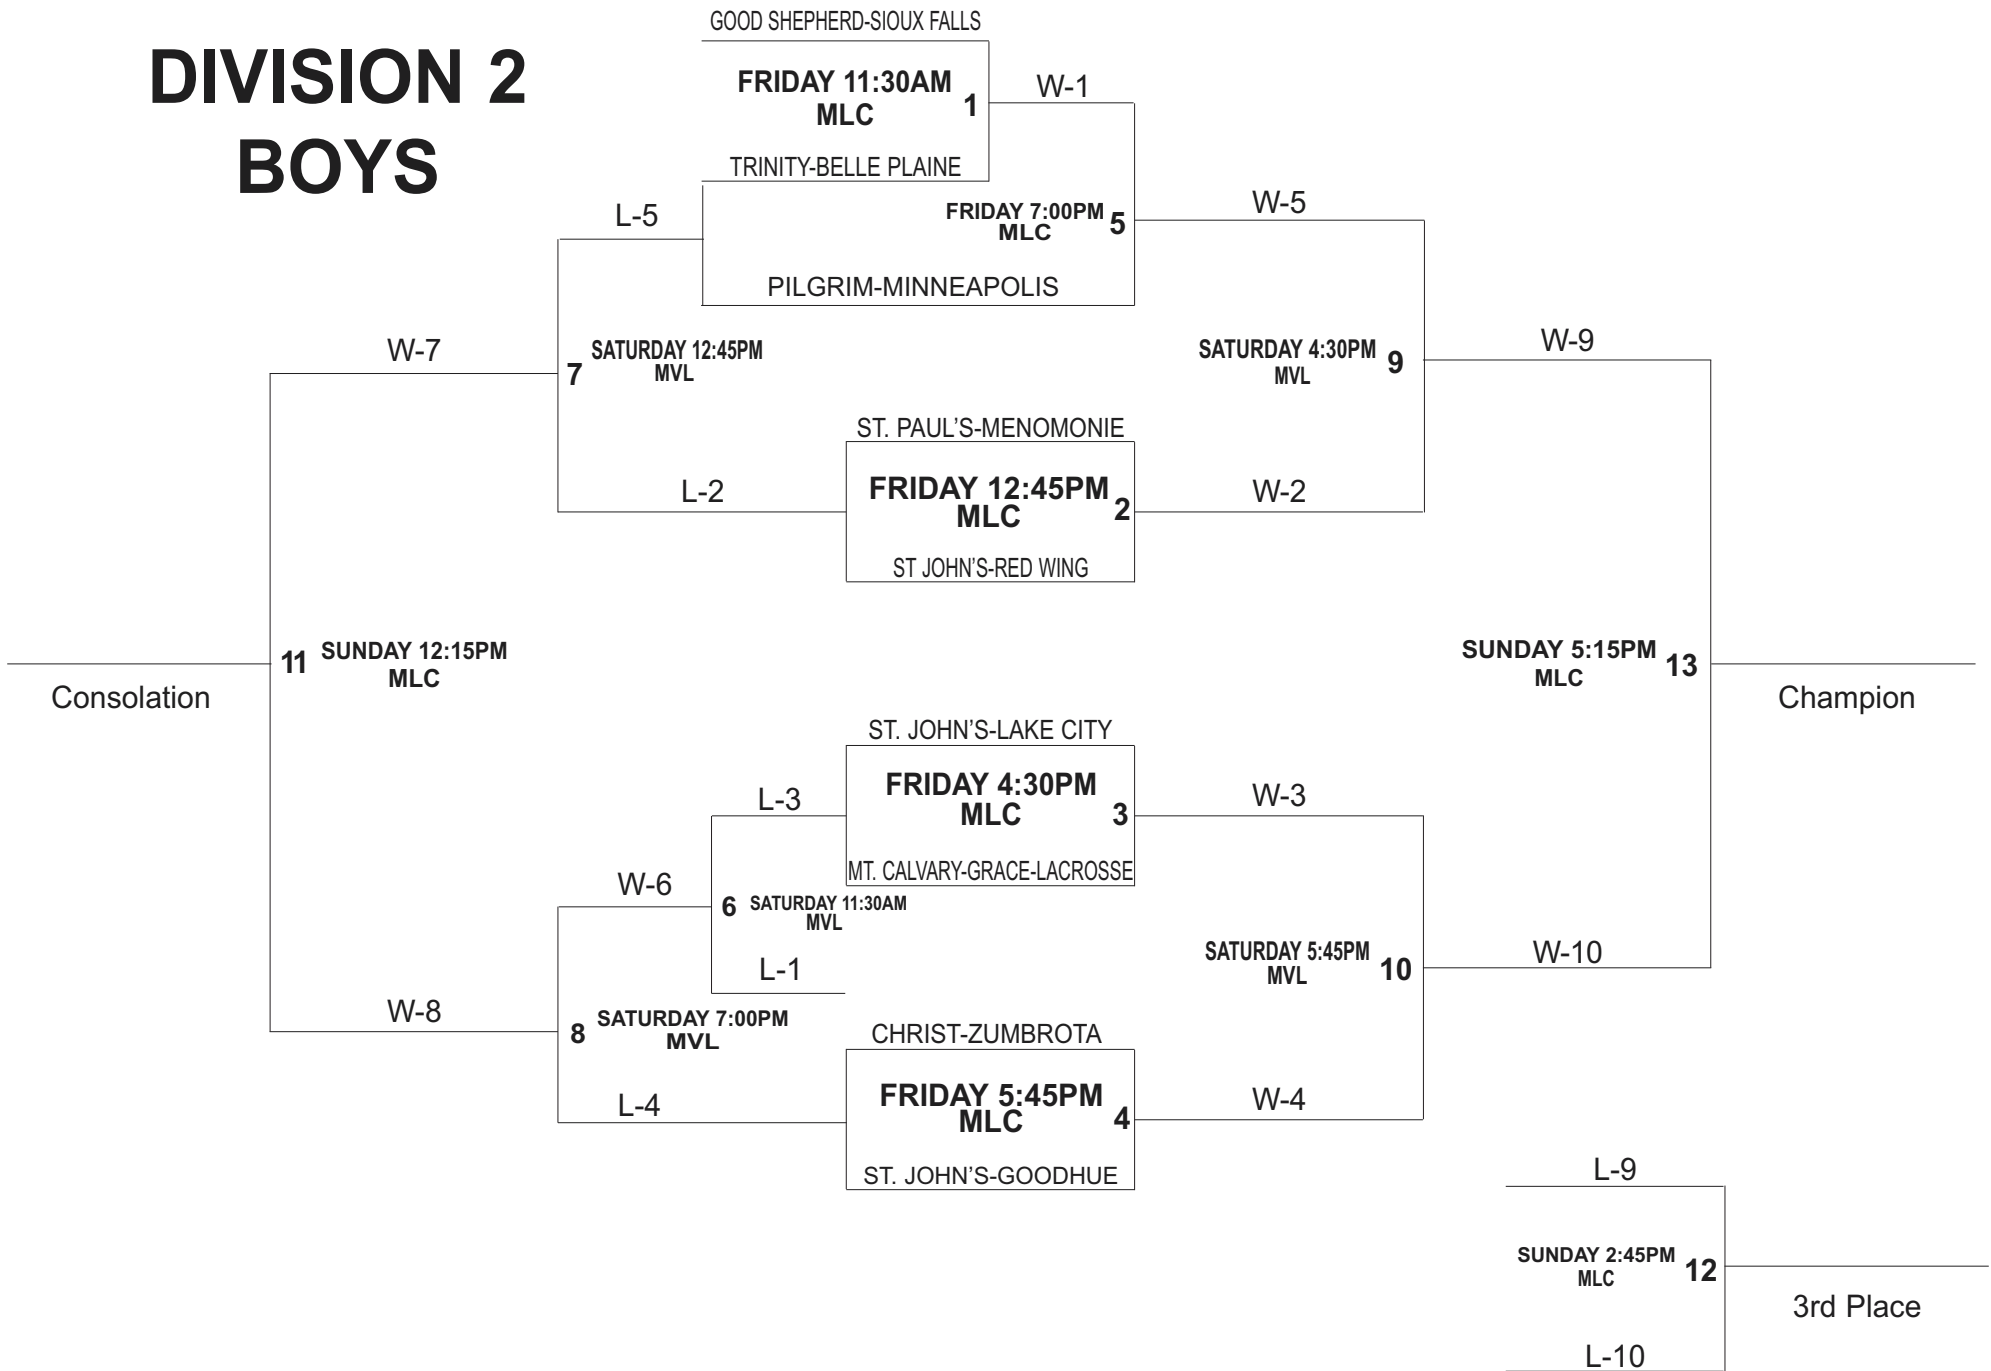 DIVISION 2
BOYS
GOOD SHEPHERD-SIOUX FALLS
FRIDAY 11:30AM
MLC
1
W-1
TRINITY-BELLE PLAINE
L-5
FRIDAY 7:00PM
MLC
5
W-5
PILGRIM-MINNEAPOLIS
W-7
7
SATURDAY 12:45PM
MVL
SATURDAY 4:30PM
MVL
9
W-9
ST. PAUL'S-MENOMONIE
L-2
FRIDAY 12:45PM
MLC
2
W-2
ST JOHN'S-RED WING
11
SUNDAY 12:15PM
MLC
Consolation
SUNDAY 5:15PM
MLC
13
Champion
ST. JOHN'S-LAKE CITY
L-3
FRIDAY 4:30PM
MLC
3
W-3
MT. CALVARY-GRACE-LACROSSE
W-6
6
SATURDAY 11:30AM
MVL
L-1
SATURDAY 5:45PM
MVL
10
W-10
W-8
8
SATURDAY 7:00PM
MVL
CHRIST-ZUMBROTA
L-4
FRIDAY 5:45PM
MLC
4
W-4
ST. JOHN'S-GOODHUE
L-9
SUNDAY 2:45PM
MLC
12
3rd Place
L-10